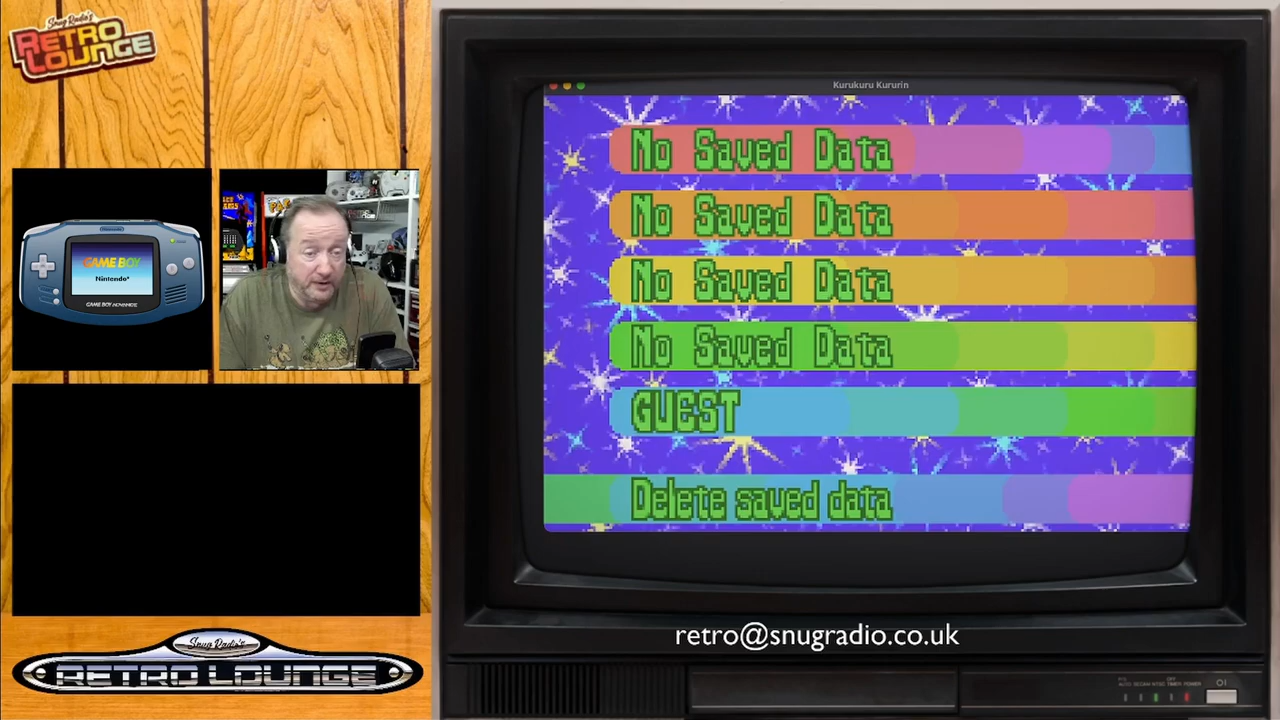 Snug Radio's
RETRO
LOUNGE
Kurukuru Kururin
No Saved Data
No Saved Data
No Saved Data
No Saved Data
GUEST
Delete saved data
GAME BOY
Nintendo
GAME BOY ADVANCE
retro@snugradio.co.uk
Snug Radio's
RETRO LOUNGE